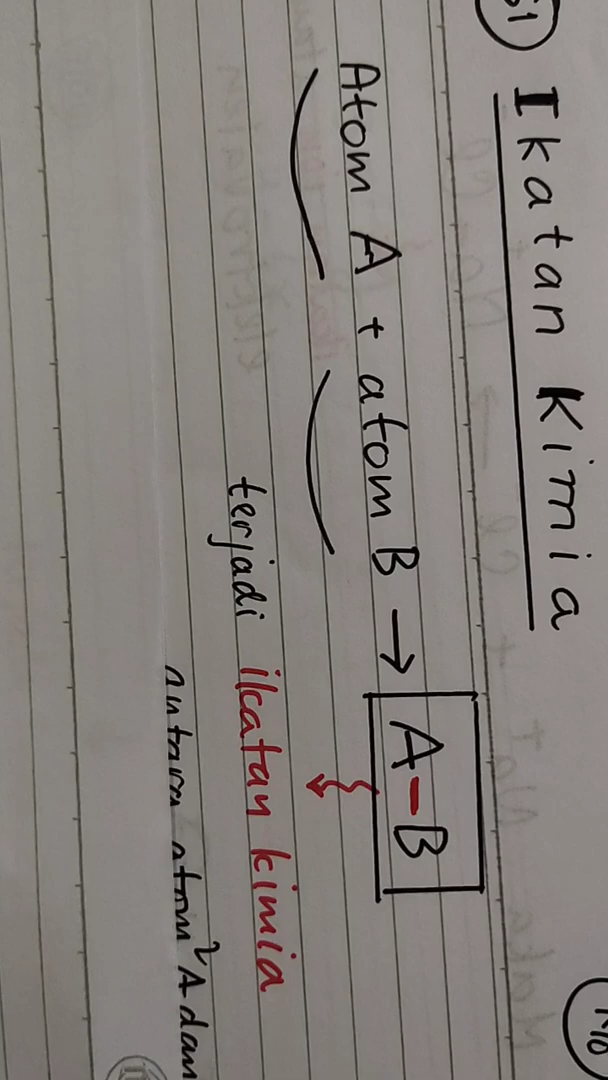 Ikatan Kimia
Atom A + atom B → A-B
terjadi ikatan kimia
antara atom² A dan